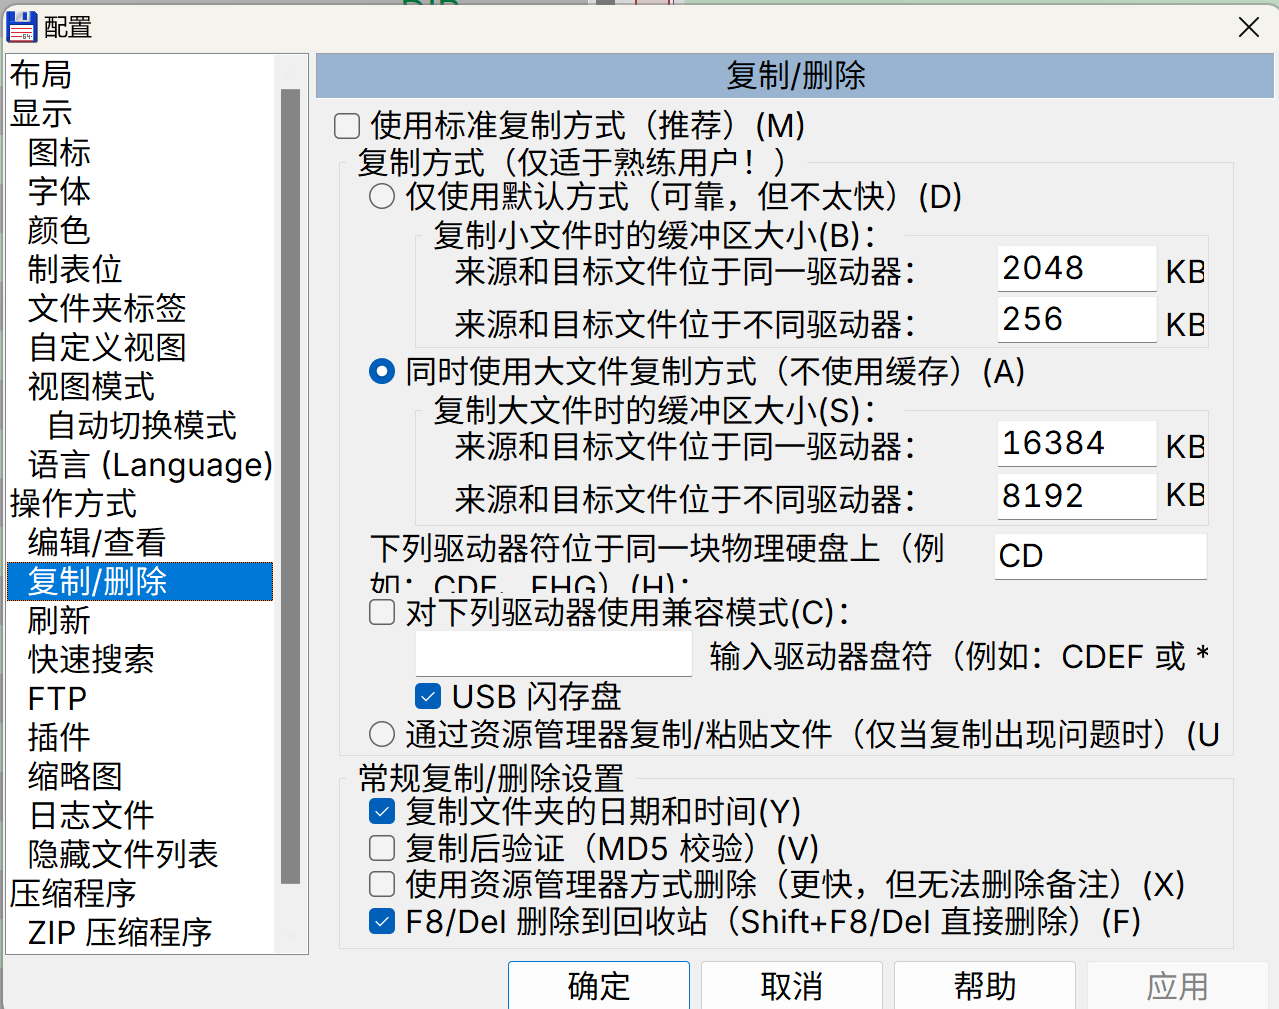 配置
布局
显示
图标
字体
颜色
制表位
文件夹标签
自定义视图
视图模式
自动切换模式
语言 (Language)
操作方式
编辑/查看
复制/删除
刷新
快速搜索
FTP
插件
缩略图
日志文件
隐藏文件列表
压缩程序
ZIP 压缩程序
复制/删除
使用标准复制方式（推荐）(M)
复制方式（仅适于熟练用户！）
仅使用默认方式（可靠，但不太快）(D)
复制小文件时的缓冲区大小(B)：
来源和目标文件位于同一驱动器： 2048 KB
来源和目标文件位于不同驱动器： 256 KB
同时使用大文件复制方式（不使用缓存）(A)
复制大文件时的缓冲区大小(S)：
来源和目标文件位于同一驱动器： 16384 KB
来源和目标文件位于不同驱动器： 8192 KB
下列驱动器符位于同一块物理硬盘上（例 CD
如：CDE、FHG）(H)：
对下列驱动器使用兼容模式(C)：
输入驱动器盘符（例如：CDEF 或 *
USB 闪存盘
通过资源管理器复制/粘贴文件（仅当复制出现问题时）(U
常规复制/删除设置
复制文件夹的日期和时间(Y)
复制后验证（MD5 校验）(V)
使用资源管理器方式删除（更快，但无法删除备注）(X)
F8/Del 删除到回收站（Shift+F8/Del 直接删除）(F)
确定 取消 帮助 应用